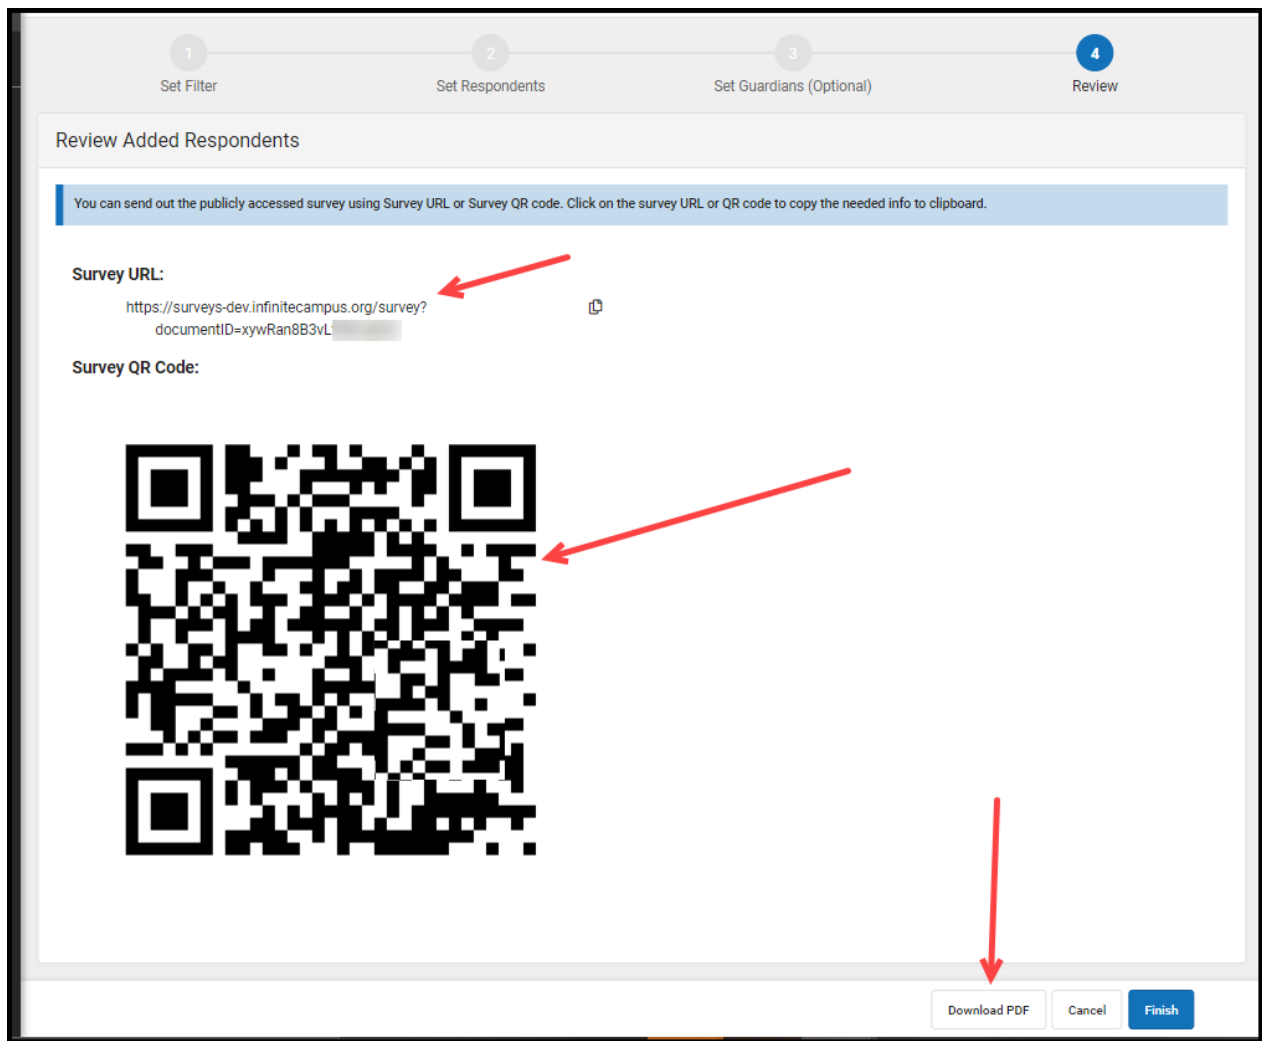 1
2
3
4
Set Filter
Set Respondents
Set Guardians (Optional)
Review
Review Added Respondents
You can send out the publicly accessed survey using Survey URL or Survey QR code. Click on the survey URL or QR code to copy the needed info to clipboard.
Survey URL:
https://surveys-dev.infinitecampus.org/survey?
documentID=xywRan8B3vL
Survey QR Code:
Download PDF
Cancel
Finish